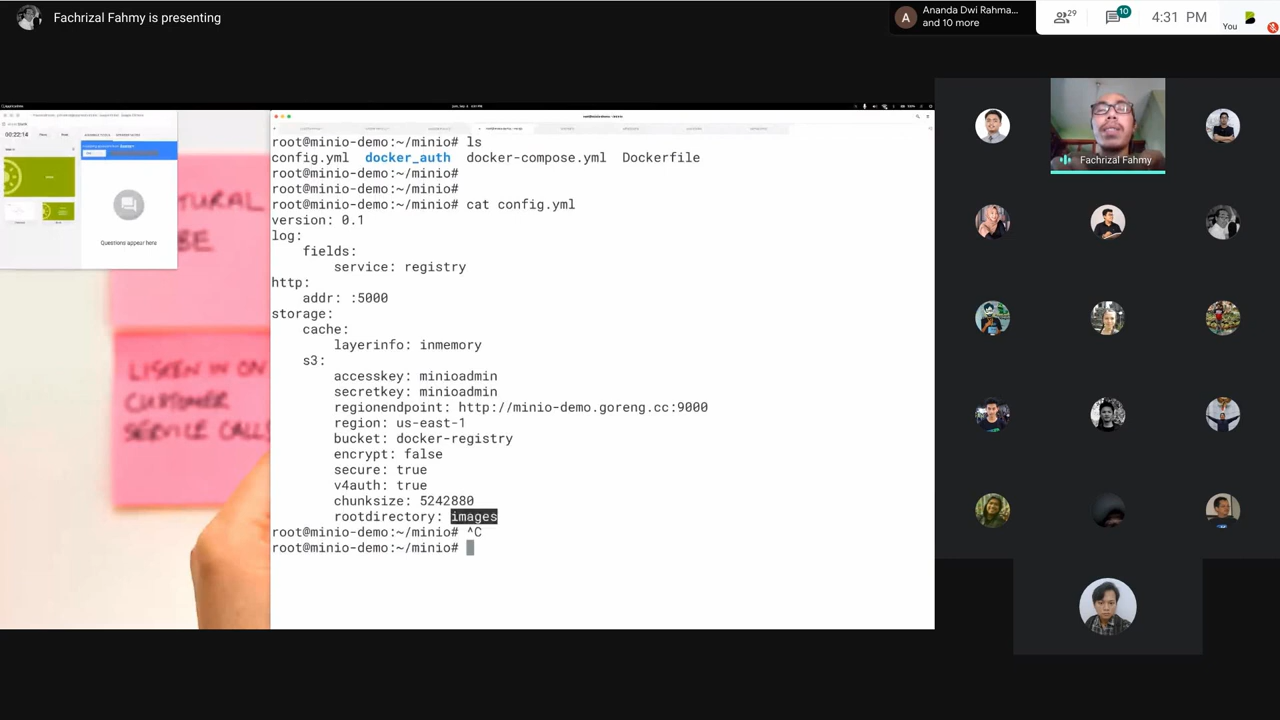 Fachrizal Fahmy is presenting
A
Ananda Dwi Rahma...
and 10 more
29
10
4:31 PM
You
00:22:14
Questions appear here
URAL
BE
LISTEN IN ON
CUSTOMER
SERVICE CALLS
root@minio-demo:~/minio# ls
config.yml docker_auth docker-compose.yml Dockerfile
root@minio-demo:~/minio#
root@minio-demo:~/minio#
root@minio-demo:~/minio# cat config.yml
version: 0.1
log:
fields:
service: registry
http:
addr: :5000
storage:
cache:
layerinfo: inmemory
s3:
accesskey: minioadmin
secretkey: minioadmin
regionendpoint: http://minio-demo.goreng.cc:9000
region: us-east-1
bucket: docker-registry
encrypt: false
secure: true
v4auth: true
chunksize: 5242880
rootdirectory: images
root@minio-demo:~/minio# ^C
root@minio-demo:~/minio#
Fachrizal Fahmy